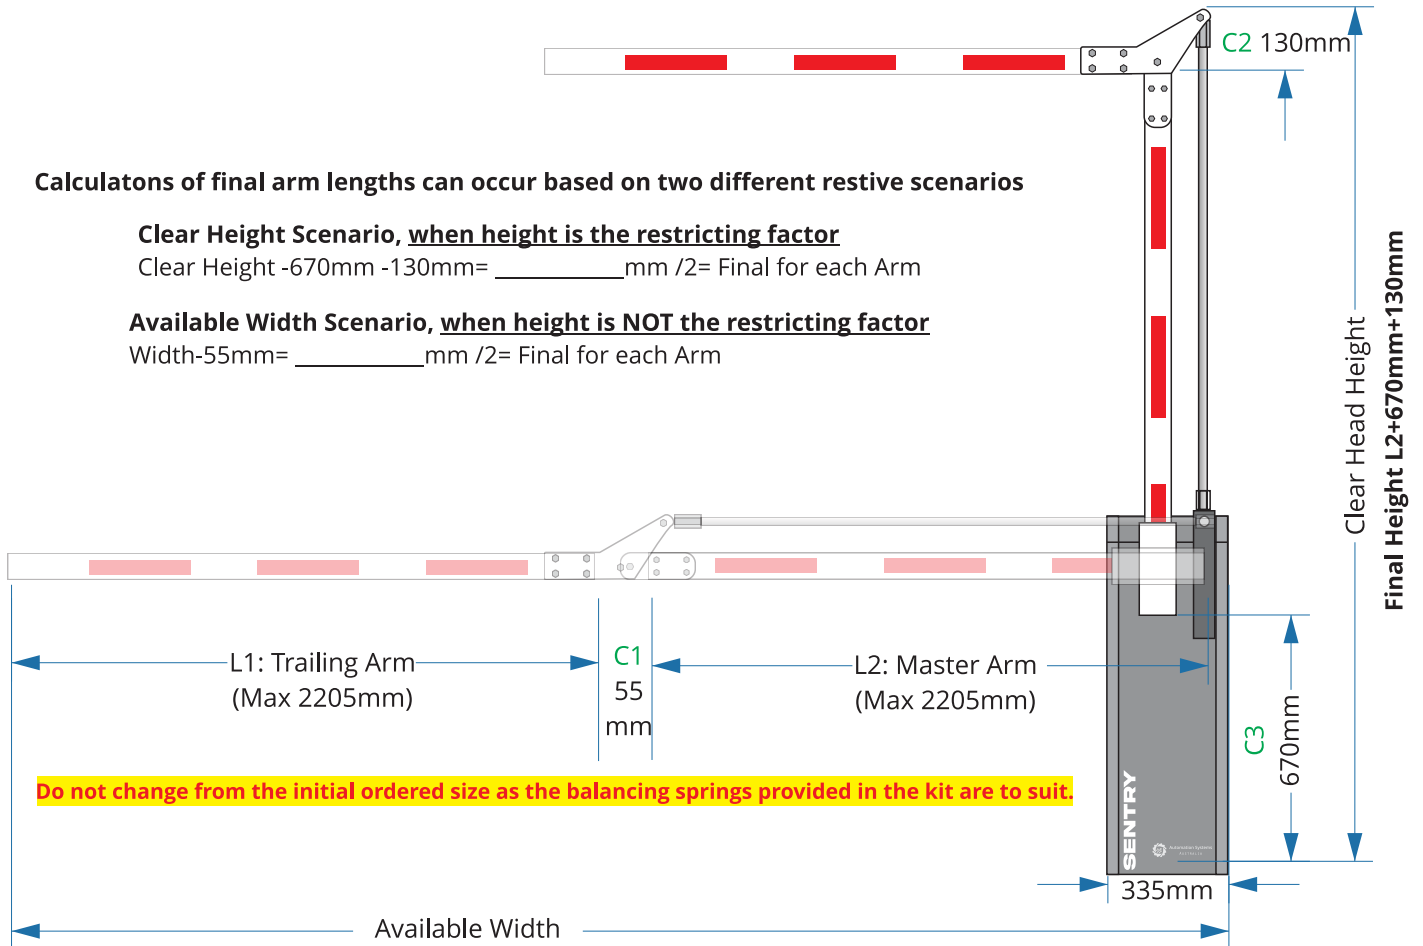 C2 130mm
Calculatons of final arm lengths can occur based on two different restive scenarios
Clear Height Scenario, when height is the restricting factor
Clear Height -670mm -130mm= __________mm /2= Final for each Arm
Available Width Scenario, when height is NOT the restricting factor
Width-55mm= __________mm /2= Final for each Arm
Clear Head Height
Final Height L2+670mm+130mm
L1: Trailing Arm
(Max 2205mm)
C1
55
mm
L2: Master Arm
(Max 2205mm)
C3
670mm
Do not change from the initial ordered size as the balancing springs provided in the kit are to suit.
SENTRY
Automation Systems
Australia
335mm
Available Width